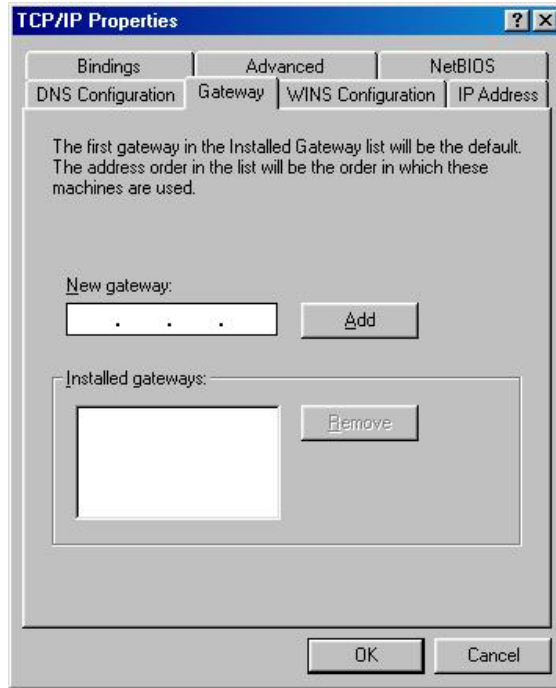 TCP/IP Properties
? X
Bindings Advanced NetBIOS
DNS Configuration Gateway WINS Configuration IP Address
The first gateway in the Installed Gateway list will be the default.
The address order in the list will be the order in which these
machines are used.
New gateway:
. . . Add
Installed gateways:
Remove
OK Cancel